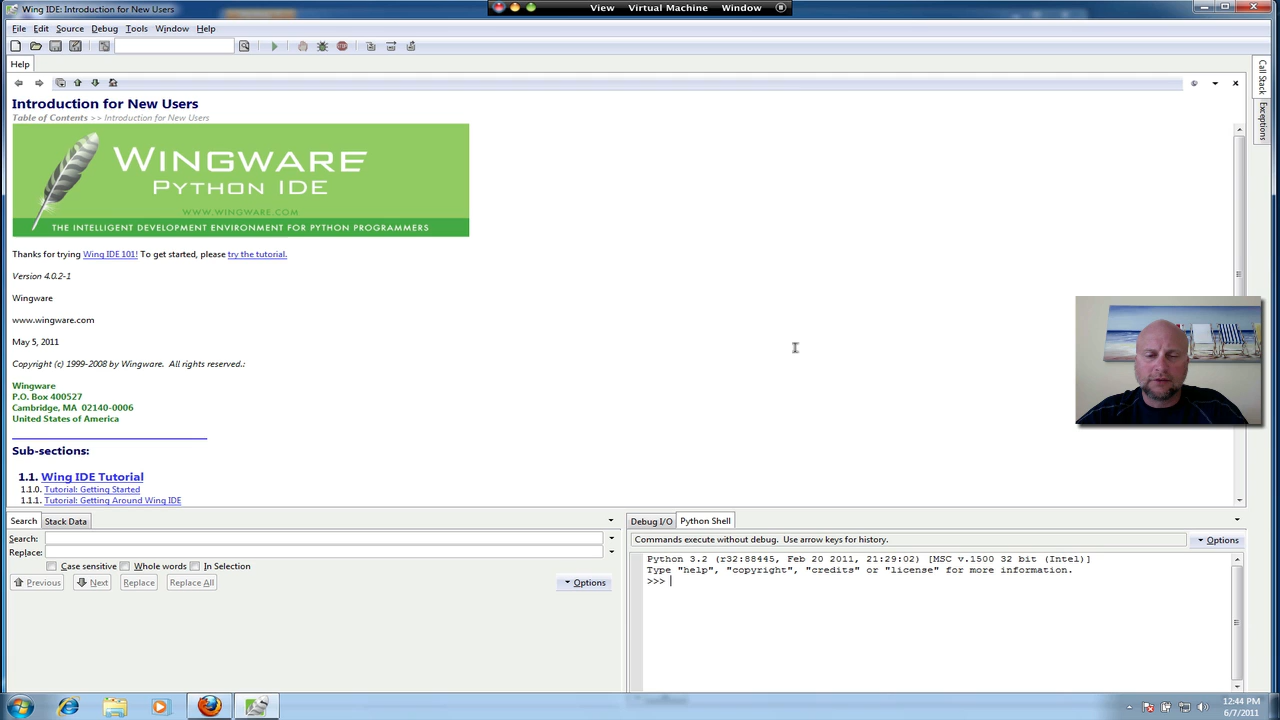 Wing IDE: Introduction for New Users
View Virtual Machine Window
File Edit Source Debug Tools Window Help
Help
Introduction for New Users
Table of Contents >> Introduction for New Users
WINGWARE
PYTHON IDE
WWW.WINGWARE.COM
THE INTELLIGENT DEVELOPMENT ENVIRONMENT FOR PYTHON PROGRAMMERS
Thanks for trying Wing IDE 101! To get started, please try the tutorial.
Version 4.0.2-1
Wingware
www.wingware.com
May 5, 2011
Copyright (c) 1999-2008 by Wingware. All rights reserved.:
Wingware
P.O. Box 400527
Cambridge, MA 02140-0006
United States of America
Sub-sections:
1.1. Wing IDE Tutorial
1.1.0. Tutorial: Getting Started
1.1.1. Tutorial: Getting Around Wing IDE
Call Stack
Exceptions
Search Stack Data
Search:
Replace:
Case sensitive Whole words In Selection
Previous Next Replace Replace All Options
Debug I/O Python Shell
Commands execute without debug. Use arrow keys for history.
Options
Python 3.2 (r32:88445, Feb 20 2011, 21:29:02) [MSC v.1500 32 bit (Intel)]
Type "help", "copyright", "credits" or "license" for more information.
>>>
12:44 PM
6/7/2011